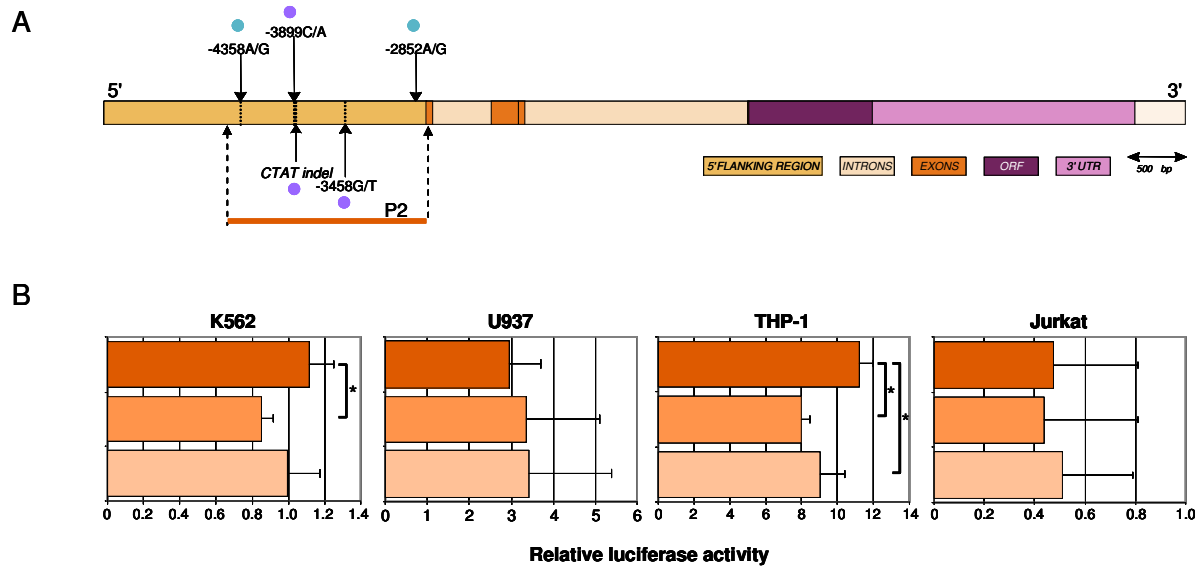 A
-3899C/A
-4358A/G
-2852A/G
5'
3'
CTAT indel
-3458G/T
P2
5'FLANKING REGION
INTRONS
EXONS
ORF
3'UTR
500 bp
B
K562
U937
THP-1
Jurkat
*
*
*
0 0.2 0.4 0.6 0.8 1.0 1.2 1.4
0 1 2 3 4 5 6
0 2 4 6 8 10 12 14
0 0.2 0.4 0.6 0.8 1.0
Relative luciferase activity